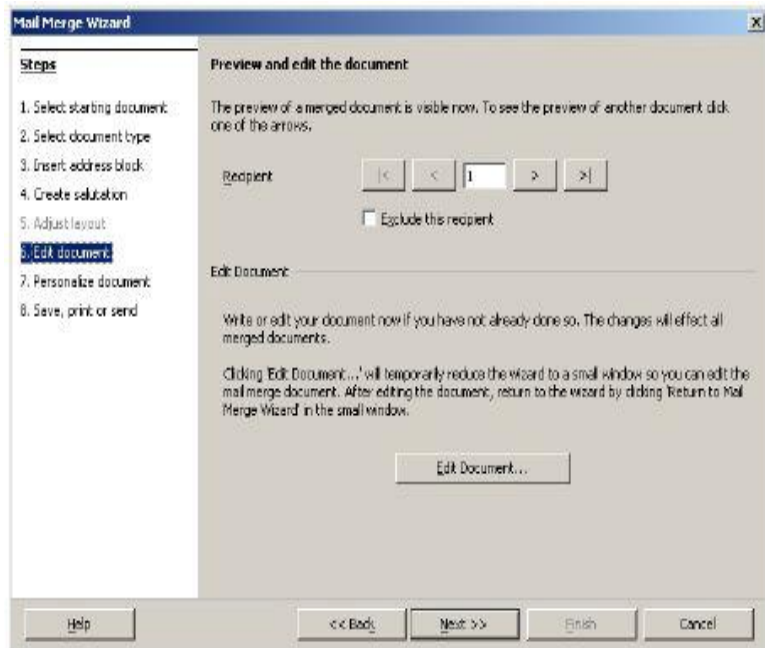 Mail Merge Wizard
Steps
1. Select starting document
2. Select document type
3. Insert address block
4. Create salutation
5. Adjust layout
6. Edit document
7. Personalize document
8. Save, print or send
Preview and edit the document
The preview of a merged document is visible now. To see the preview of another document click
one of the arrows.
Recipient |< < 1 > >|
Exclude this recipient
Edit Document
Write or edit your document now if you have not already done so. The changes will effect all
merged documents.
Clicking 'Edit Document...' will temporarily reduce the wizard to a small window so you can edit the
mail merge document. After editing the document, return to the wizard by clicking 'Return to Mail
Merge Wizard' in the small window.
Edit Document...
Help << Back Next >> Finish Cancel